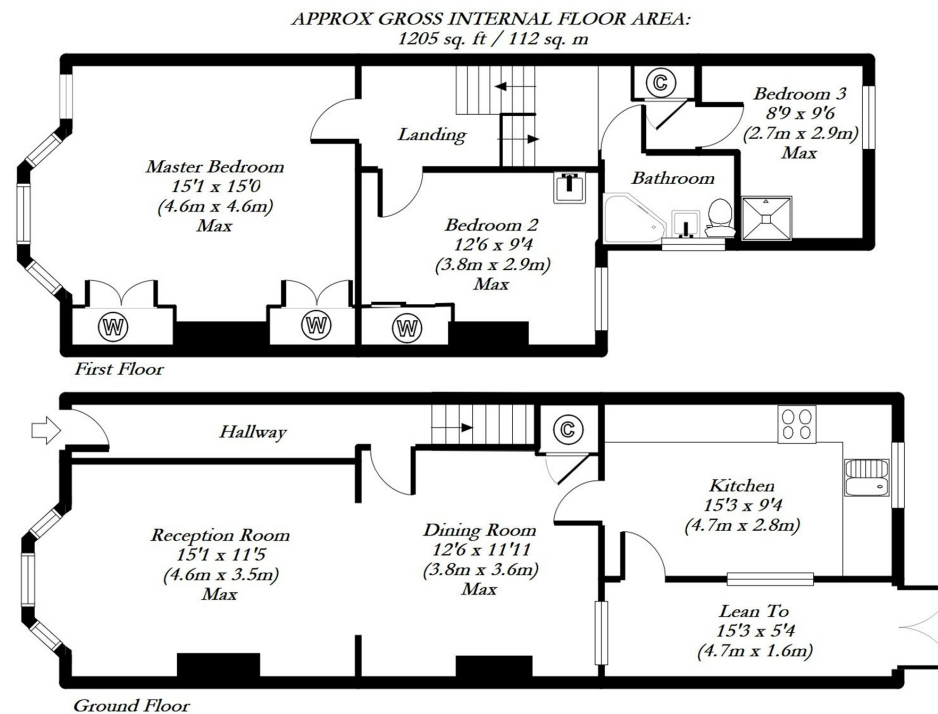 APPROX GROSS INTERNAL FLOOR AREA:
1205 sq. ft / 112 sq. m
C
Bedroom 3
8'9 x 9'6
(2.7m x 2.9m)
Max
Landing
Master Bedroom
15'1 x 15'0
(4.6m x 4.6m)
Max
Bathroom
Bedroom 2
12'6 x 9'4
(3.8m x 2.9m)
Max
W
W
W
First Floor
Hallway
C
Kitchen
15'3 x 9'4
(4.7m x 2.8m)
Reception Room
15'1 x 11'5
(4.6m x 3.5m)
Max
Dining Room
12'6 x 11'11
(3.8m x 3.6m)
Max
Lean To
15'3 x 5'4
(4.7m x 1.6m)
Ground Floor